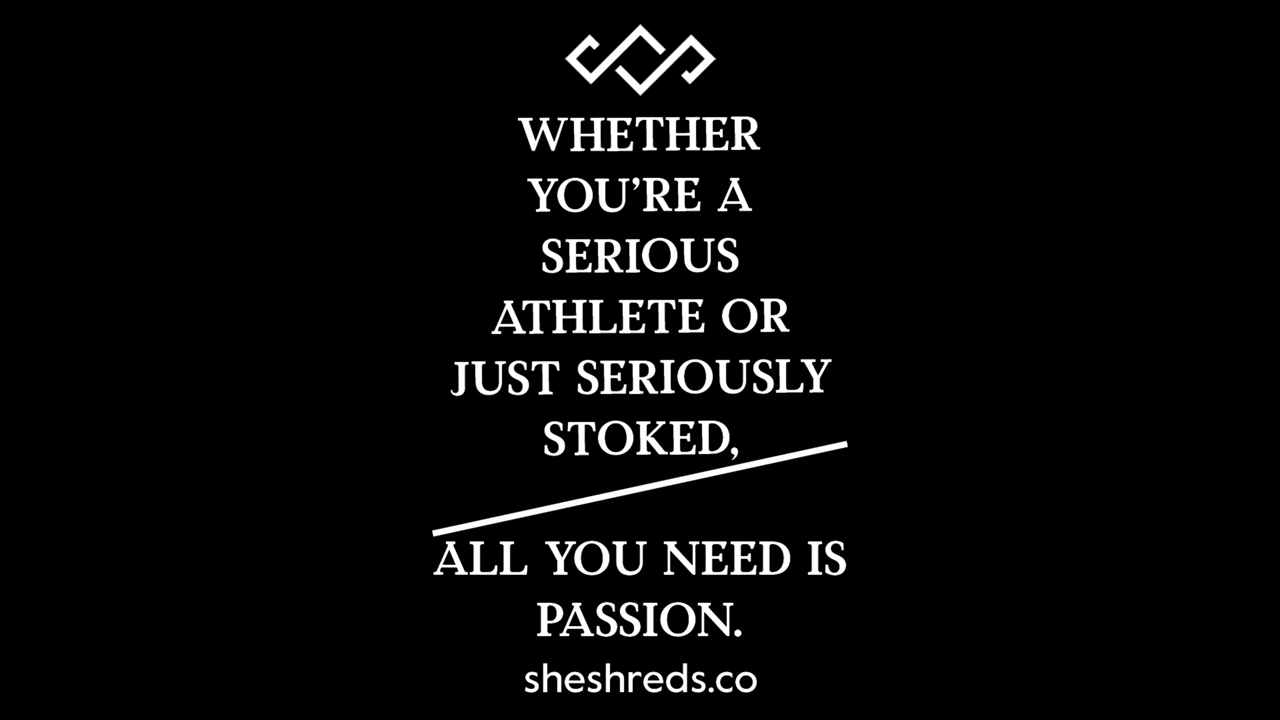 WHETHER
YOU’RE A
SERIOUS
ATHLETE OR
JUST SERIOUSLY
STOKED,
ALL YOU NEED IS
PASSION.
sheshreds.co